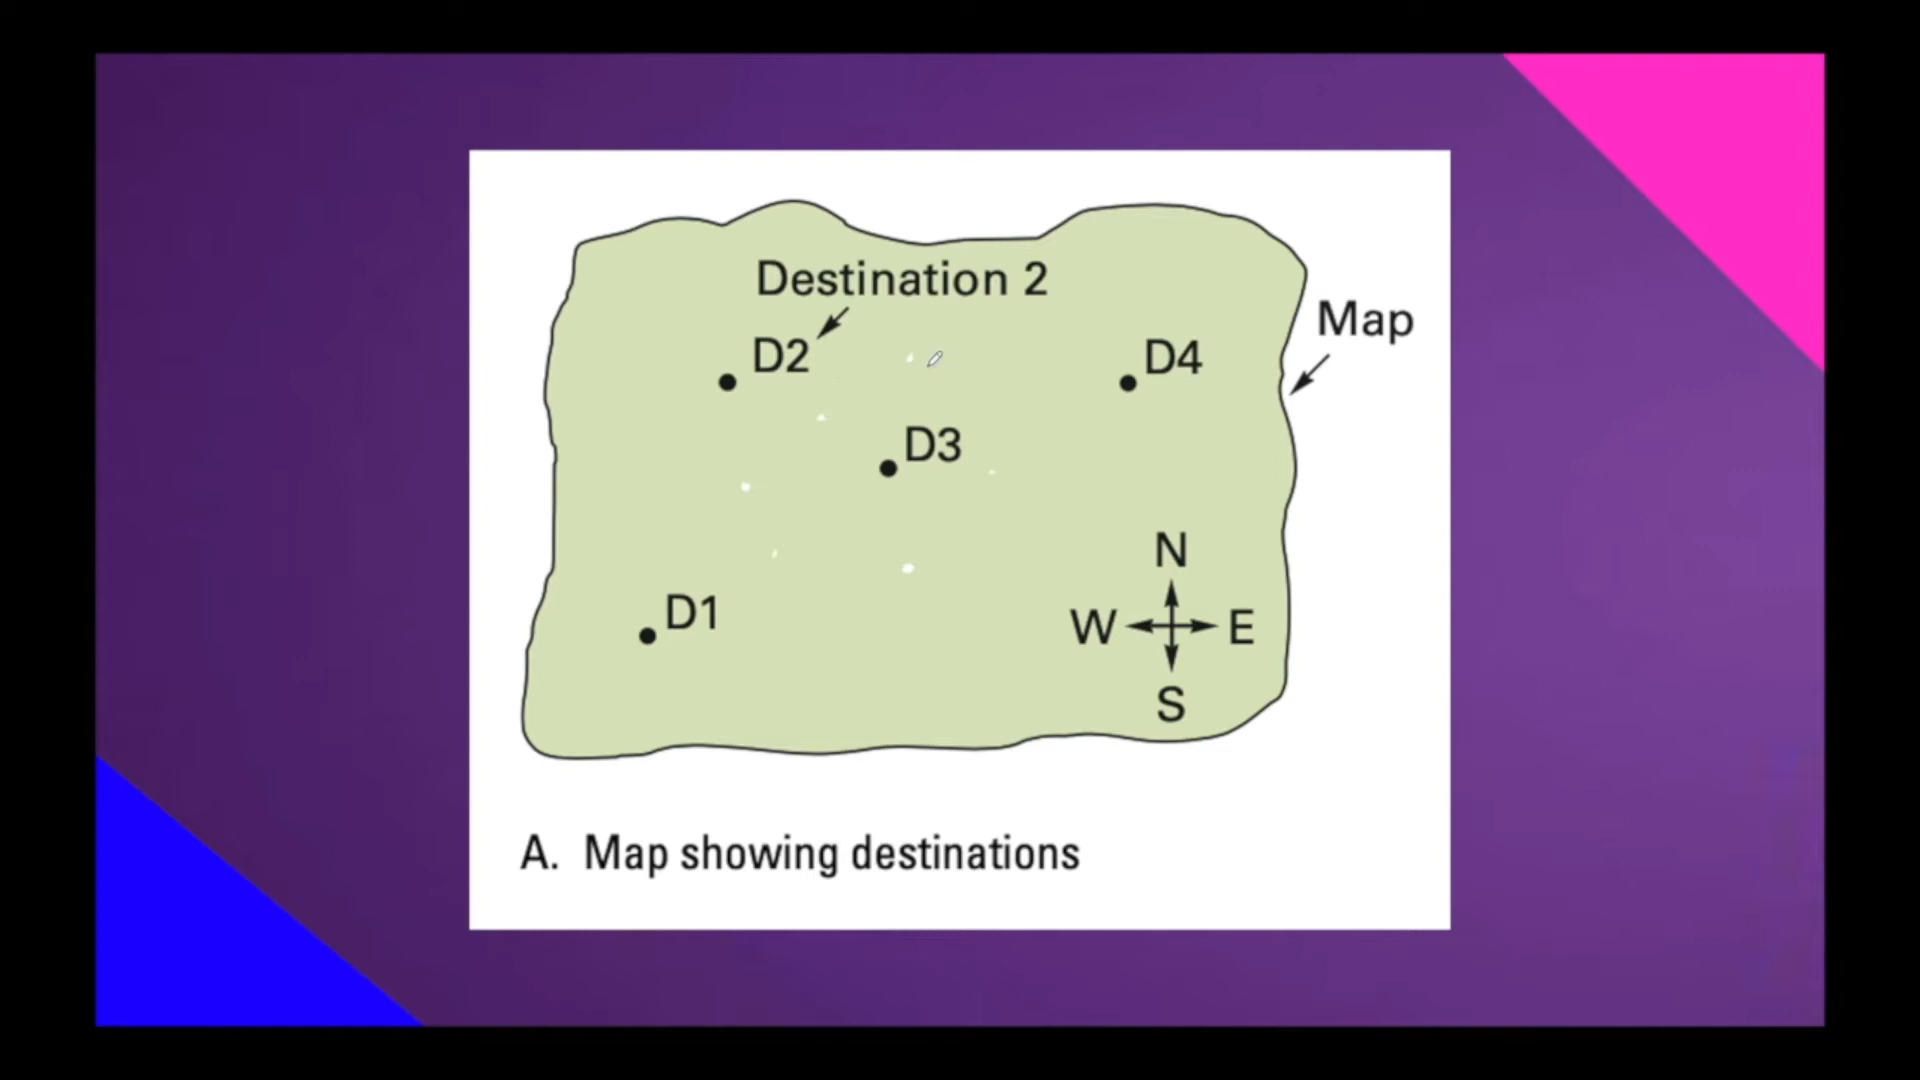 Destination 2
Map
D2
D4
D3
N
D1
W
E
S
A. Map showing destinations